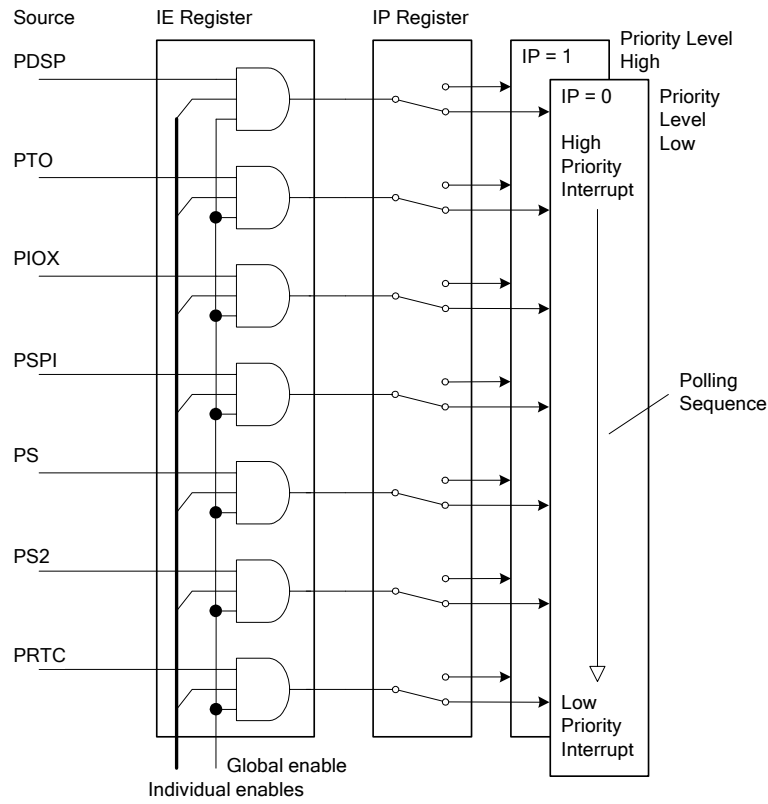 Source
IE Register
IP Register
Priority Level
High
IP = 1
PDSP
IP = 0
Priority
Level
Low
High
Priority
Interrupt
PTO
PIOX
PSPI
Polling
Sequence
PS
PS2
PRTC
Low
Priority
Interrupt
Global enable
Individual enables